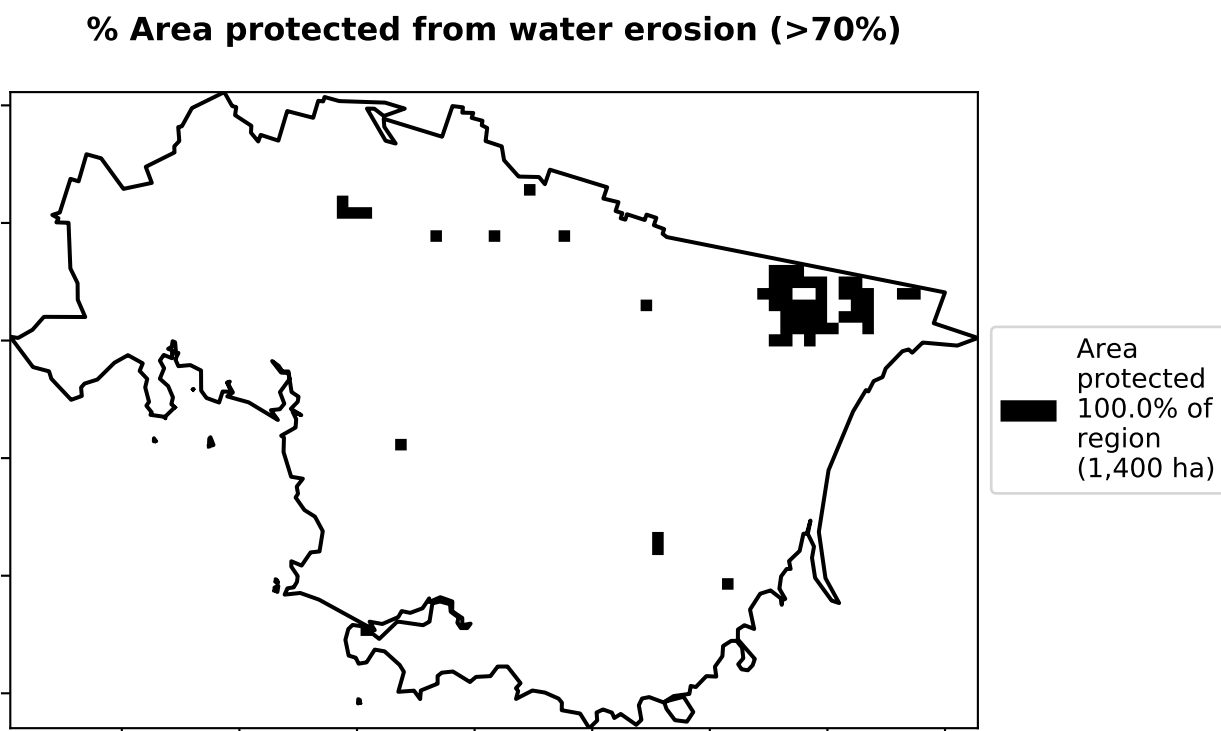 % Area protected from water erosion (>70%)
Area
protected
100.0% of
region
(1,400 ha)